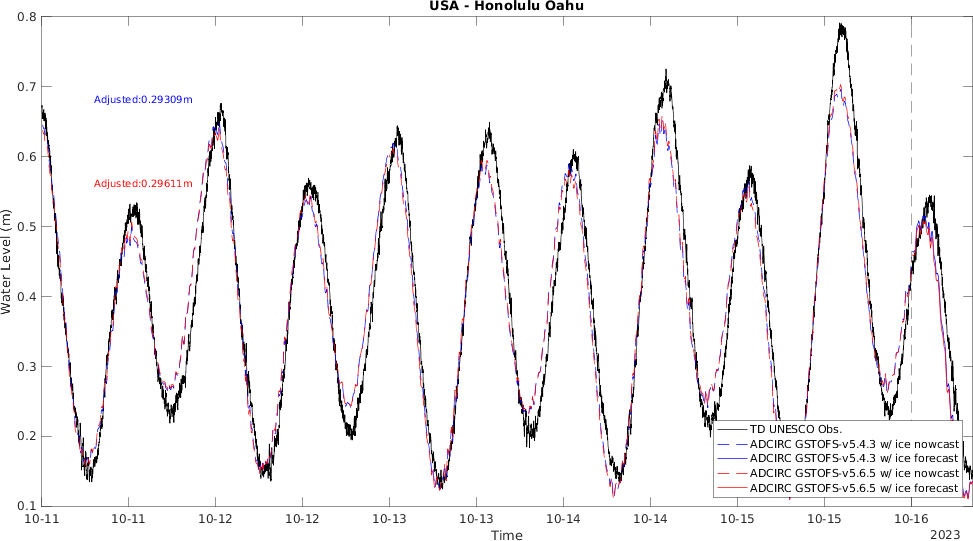 USA - Honolulu Oahu
0.8
0.7
0.6
0.5
0.4
0.3
0.2
0.1
Water Level (m)
Adjusted:0.29309m
Adjusted:0.29611m
TD UNESCO Obs.
ADCIRC GSTOFS-v5.4.3 w/ ice nowcast
ADCIRC GSTOFS-v5.4.3 w/ ice forecast
ADCIRC GSTOFS-v5.6.5 w/ ice nowcast
ADCIRC GSTOFS-v5.6.5 w/ ice forecast
10-11 10-11 10-12 10-12 10-13 10-13 10-14 10-14 10-15 10-15 10-16
Time
2023